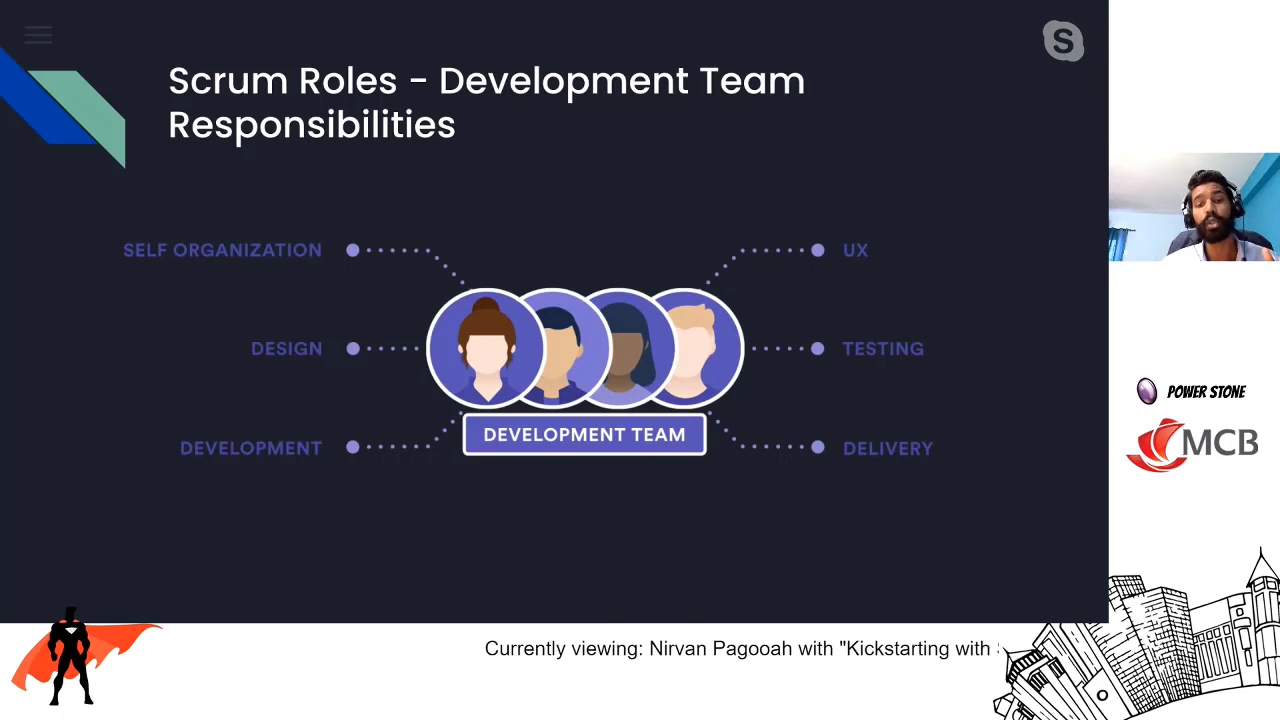 Scrum Roles - Development Team
Responsibilities
S
SELF ORGANIZATION
UX
DESIGN
TESTING
DEVELOPMENT
DELIVERY
DEVELOPMENT TEAM
POWER STONE
MCB
Currently viewing: Nirvan Pagooah with "Kickstarting with